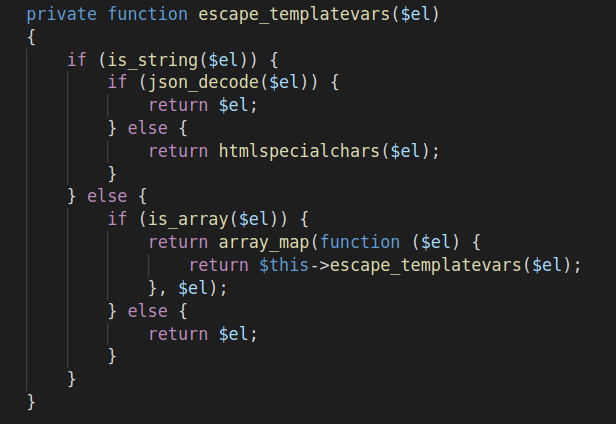 private function escape_templatevars($el)
{
    if (is_string($el)) {
        if (json_decode($el)) {
            return $el;
        } else {
            return htmlspecialchars($el);
        }
    } else {
        if (is_array($el)) {
            return array_map(function ($el) {
                return $this->escape_templatevars($el);
            }, $el);
        } else {
            return $el;
        }
    }
}